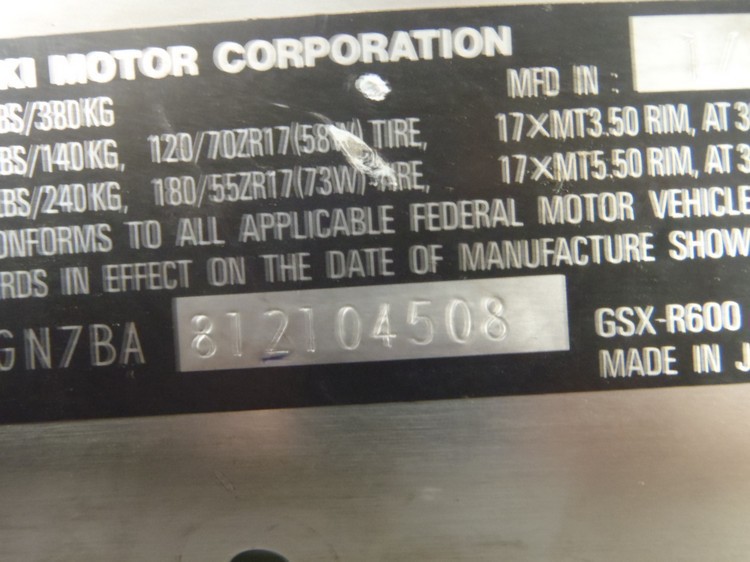 KI MOTOR CORPORATION
MFD IN : 1/
BS/380KG
BS/140KG, 120/70ZR17(58W) TIRE, 17×MT3.50 RIM, AT 3
BS/240KG, 180/55ZR17(73W) TIRE, 17×MT5.50 RIM, AT 3
ONFORMS TO ALL APPLICABLE FEDERAL MOTOR VEHICLE
RDS IN EFFECT ON THE DATE OF MANUFACTURE SHOW
GN7BA 812104508 GSX-R600
MADE IN J